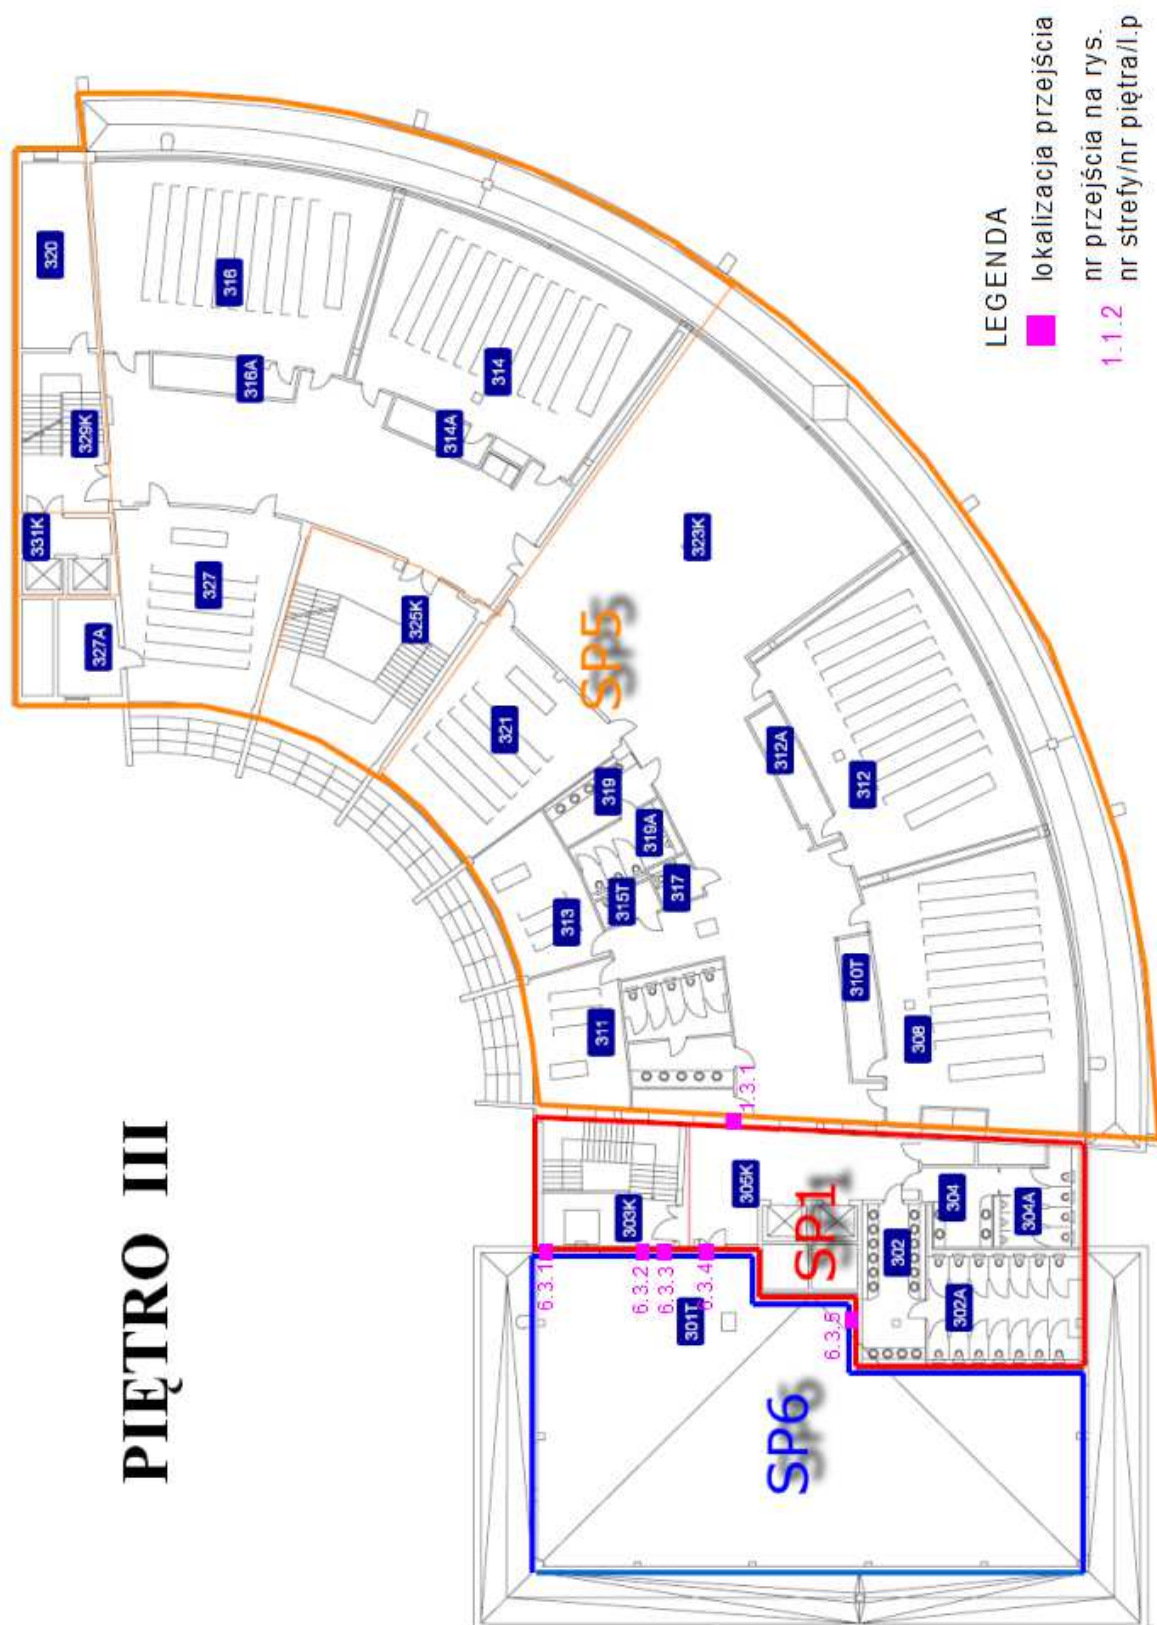 PIĘTRO III
320
316
316A
329K
331K
314
314A
327
327A
325K
323K
SP5
321
319
319A
312A
312
313
315T
317
311
310T
308
1.3.1
303K
305K
SP1
304
304A
302
302A
6.3.1
6.3.2
6.3.3
6.3.4
301T
6.3.5
SP6
LEGENDA
lokalizacja przejścia
1.1.2 nr przejścia na rys.
nr strefy/nr piętra/l.p